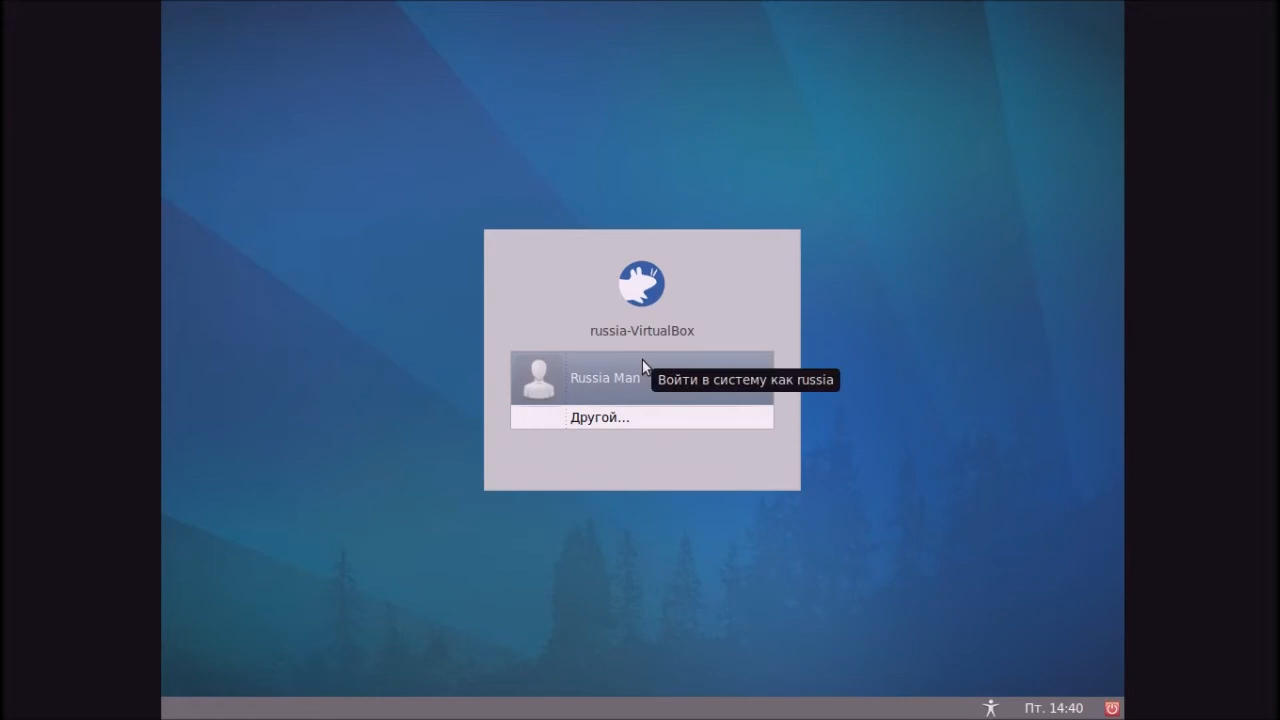 russia-VirtualBox
Russia Man
Войти в систему как russia
Другой...
Пт. 14:40